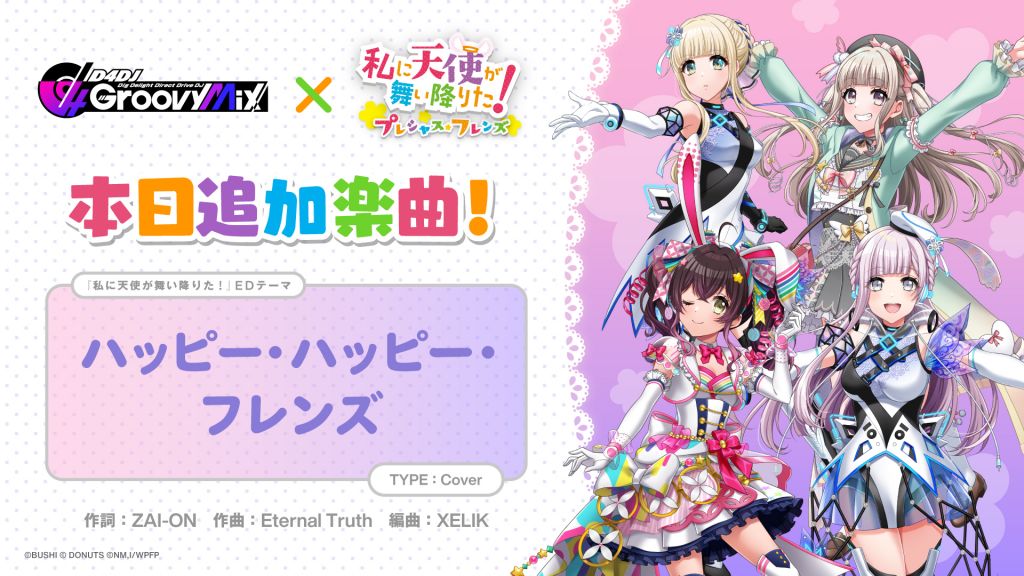 D4DJ
Dig Delight Direct Drive DJ
GROOVY MIX
×
私に天使が
舞い降りた！
プレシャス・フレンズ
本日追加楽曲！
『私に天使が舞い降りた！』EDテーマ
ハッピー・ハッピー・
フレンズ
TYPE：Cover
作詞：ZAI-ON 作曲：Eternal Truth 編曲：XELIK
©BUSHI © DONUTS ©NM,I/WPFP